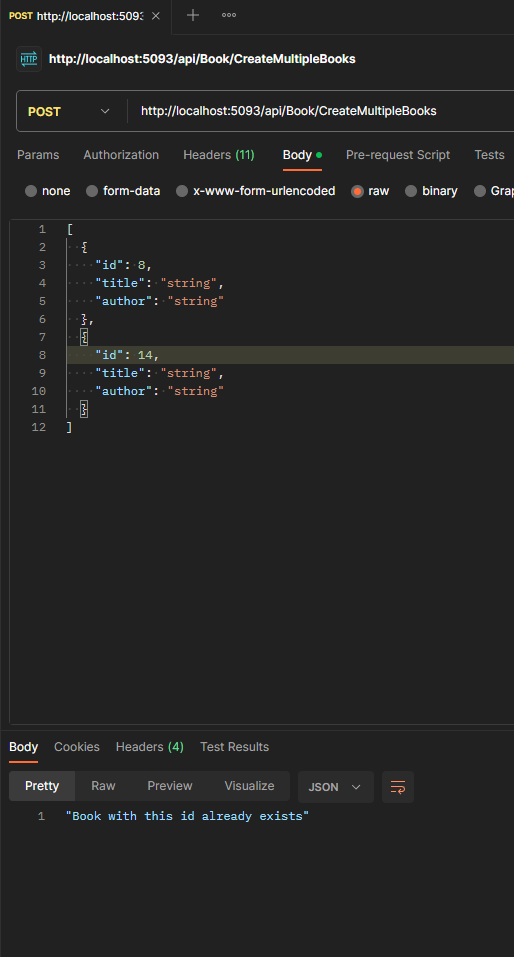 POST http://localhost:5093
HTTP http://localhost:5093/api/Book/CreateMultipleBooks
POST http://localhost:5093/api/Book/CreateMultipleBooks
Params Authorization Headers (11) Body Pre-request Script Tests
none form-data x-www-form-urlencoded raw binary
1 [
2 {
3 "id": 8,
4 "title": "string",
5 "author": "string"
6 },
7 {
8 "id": 14,
9 "title": "string",
10 "author": "string"
11 }
12 ]
Body Cookies Headers (4) Test Results
Pretty Raw Preview Visualize JSON
1 "Book with this id already exists"